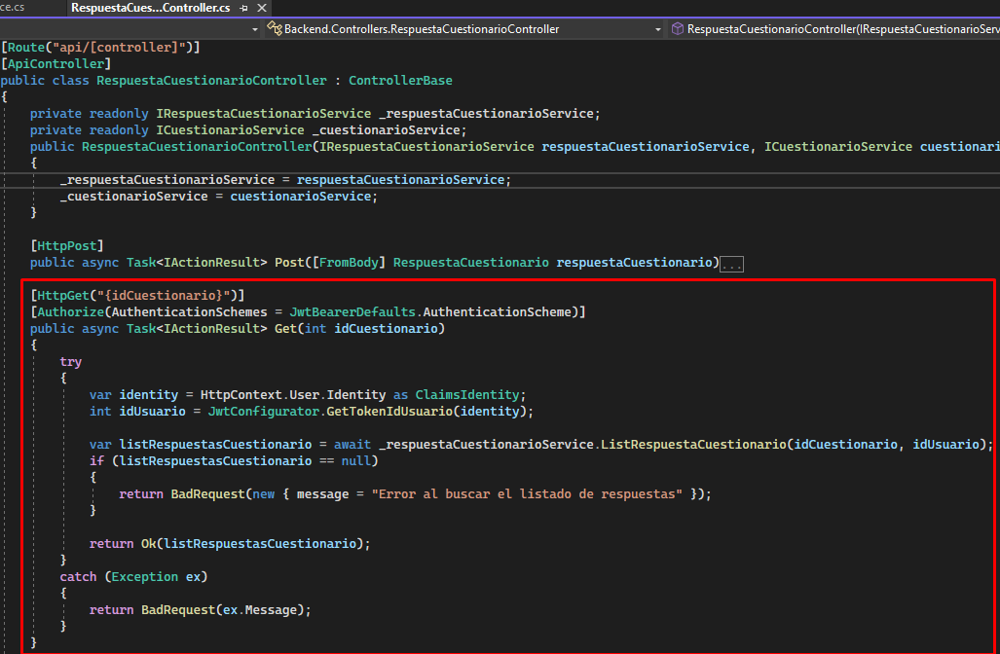 ce.cs RespuestaCues...Controller.cs
Backend.Controllers.RespuestaCuestionarioController RespuestaCuestionarioController(IRespuestaCuestionarioServ
[Route("api/[controller]")]
[ApiController]
public class RespuestaCuestionarioController : ControllerBase
{
    private readonly IRespuestaCuestionarioService _respuestaCuestionarioService;
    private readonly ICuestionarioService _cuestionarioService;
    public RespuestaCuestionarioController(IRespuestaCuestionarioService respuestaCuestionarioService, ICuestionarioService cuestionari
    {
        _respuestaCuestionarioService = respuestaCuestionarioService;
        _cuestionarioService = cuestionarioService;
    }
    [HttpPost]
    public async Task<IActionResult> Post([FromBody] RespuestaCuestionario respuestaCuestionario)...
    [HttpGet("{idCuestionario}")]
    [Authorize(AuthenticationSchemes = JwtBearerDefaults.AuthenticationScheme)]
    public async Task<IActionResult> Get(int idCuestionario)
    {
        try
        {
            var identity = HttpContext.User.Identity as ClaimsIdentity;
            int idUsuario = JwtConfigurator.GetTokenIdUsuario(identity);
            var listRespuestasCuestionario = await _respuestaCuestionarioService.ListRespuestaCuestionario(idCuestionario, idUsuario);
            if (listRespuestasCuestionario == null)
            {
                return BadRequest(new { message = "Error al buscar el listado de respuestas" });
            }
            return Ok(listRespuestasCuestionario);
        }
        catch (Exception ex)
        {
            return BadRequest(ex.Message);
        }
    }